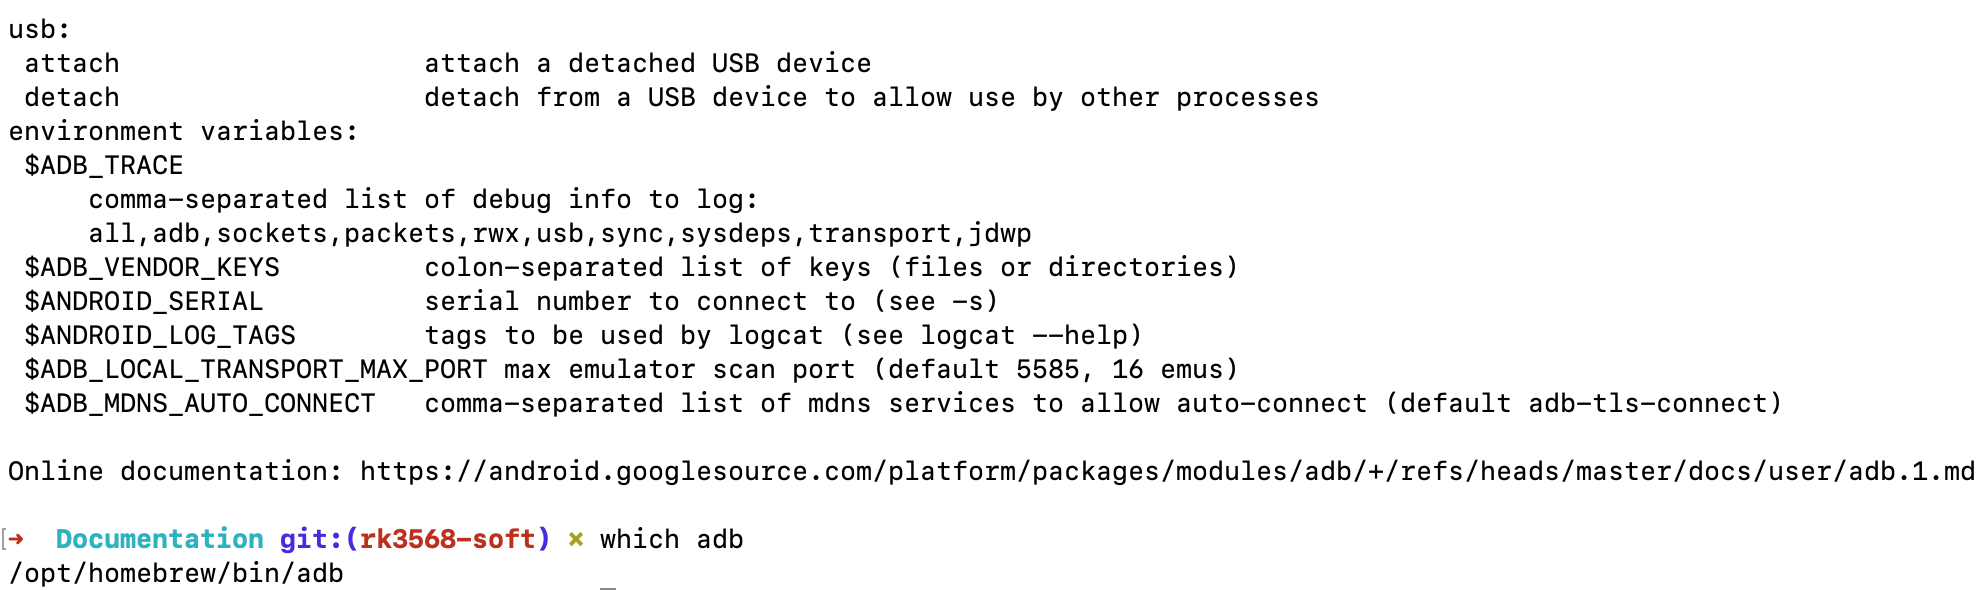 usb:
 attach                   attach a detached USB device
 detach                   detach from a USB device to allow use by other processes
environment variables:
 $ADB_TRACE
     comma-separated list of debug info to log:
     all,adb,sockets,packets,rwx,usb,sync,sysdeps,transport,jdwp
 $ADB_VENDOR_KEYS         colon-separated list of keys (files or directories)
 $ANDROID_SERIAL          serial number to connect to (see -s)
 $ANDROID_LOG_TAGS        tags to be used by logcat (see logcat --help)
 $ADB_LOCAL_TRANSPORT_MAX_PORT max emulator scan port (default 5585, 16 emus)
 $ADB_MDNS_AUTO_CONNECT   comma-separated list of mdns services to allow auto-connect (default adb-tls-connect)

Online documentation: https://android.googlesource.com/platform/packages/modules/adb/+/refs/heads/master/docs/user/adb.1.md

[➜  Documentation git:(rk3568-soft) ✗ which adb
/opt/homebrew/bin/adb